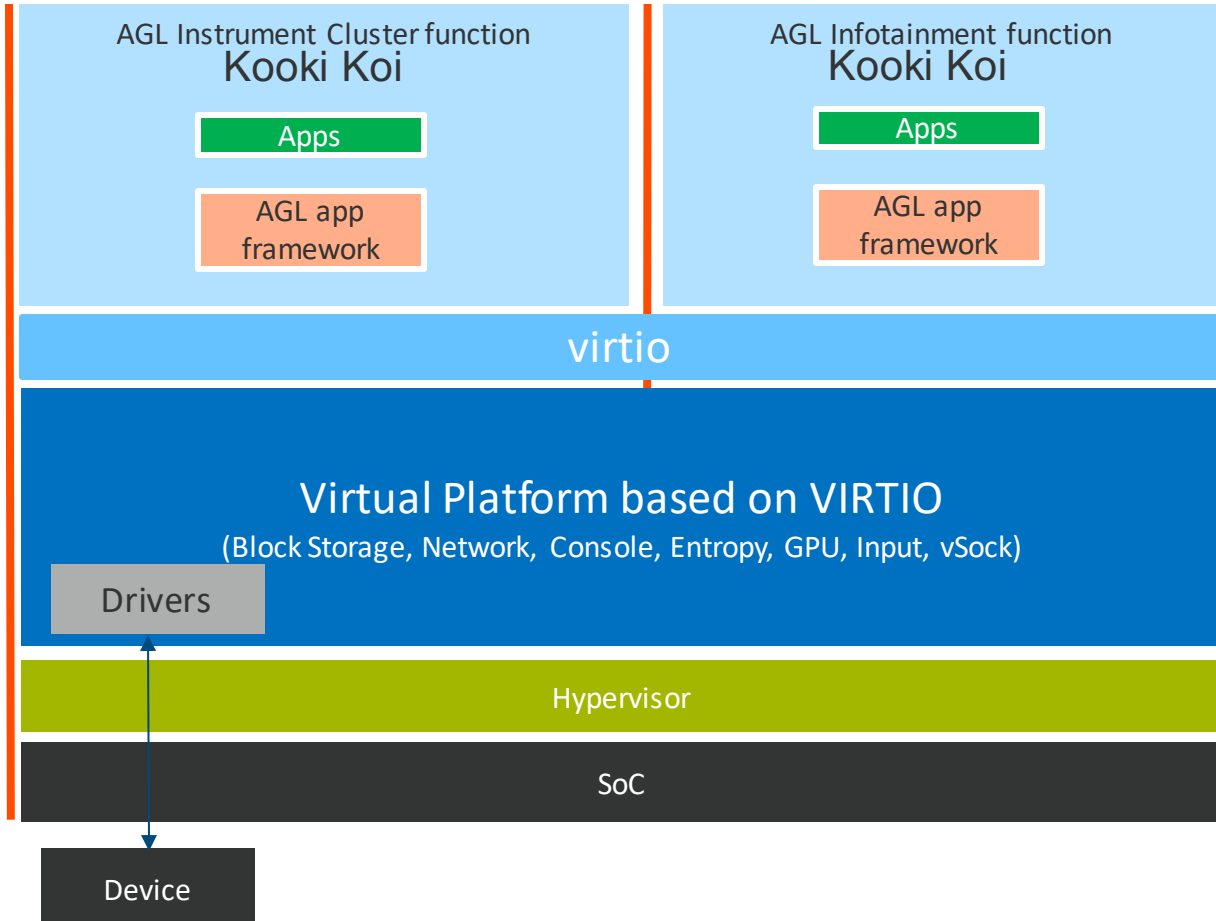 AGL Instrument Cluster function
Kooki Koi
Apps
AGL app
framework
AGL Infotainment function
Kooki Koi
Apps
AGL app
framework
virtio
Virtual Platform based on VIRTIO
(Block Storage, Network, Console, Entropy, GPU, Input, vSock)
Drivers
Hypervisor
SoC
Device